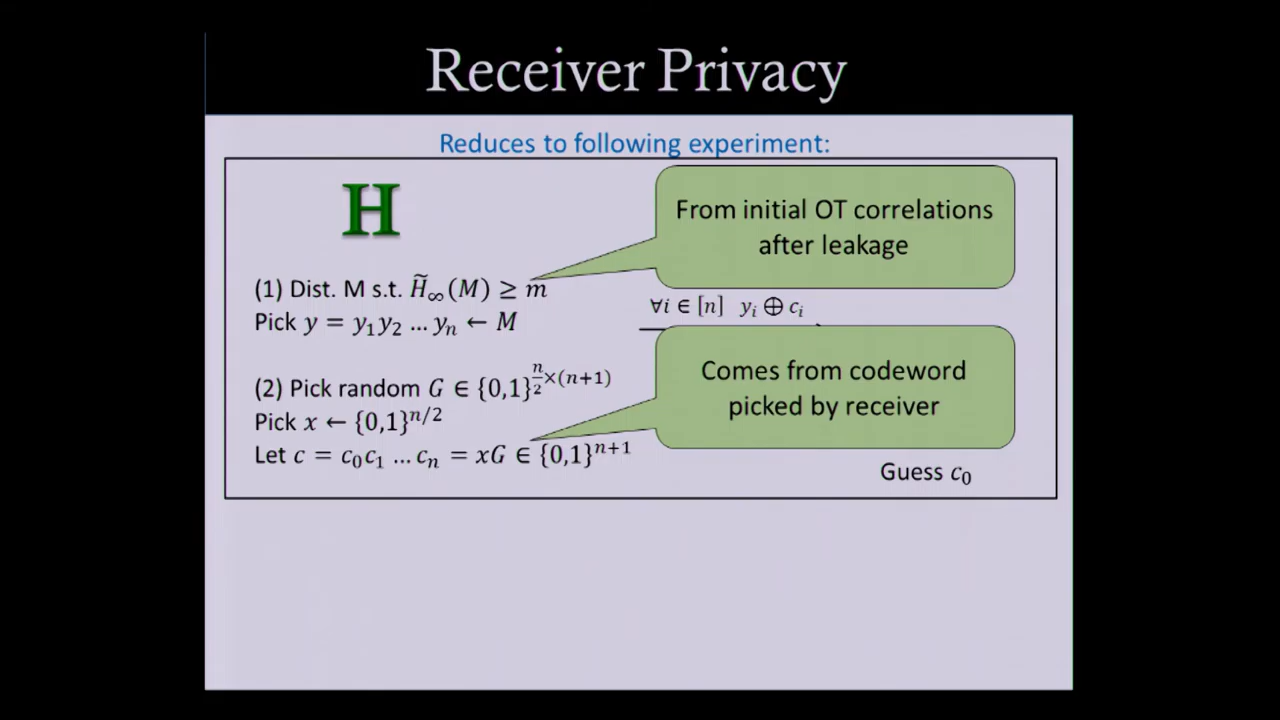 Receiver Privacy
Reduces to following experiment:
H
From initial OT correlations
after leakage
(1) Dist. M s.t. H̃∞(M) ≥ m
∀i ∈ [n] yᵢ ⊕ cᵢ
Pick y = y₁y₂ … yₙ ← M
Comes from codeword
picked by receiver
(2) Pick random G ∈ {0,1}^{\frac{n}{2}×(n+1)}
Pick x ← {0,1}^{n/2}
Let c = c₀c₁ … cₙ = xG ∈ {0,1}^{n+1}
Guess c₀